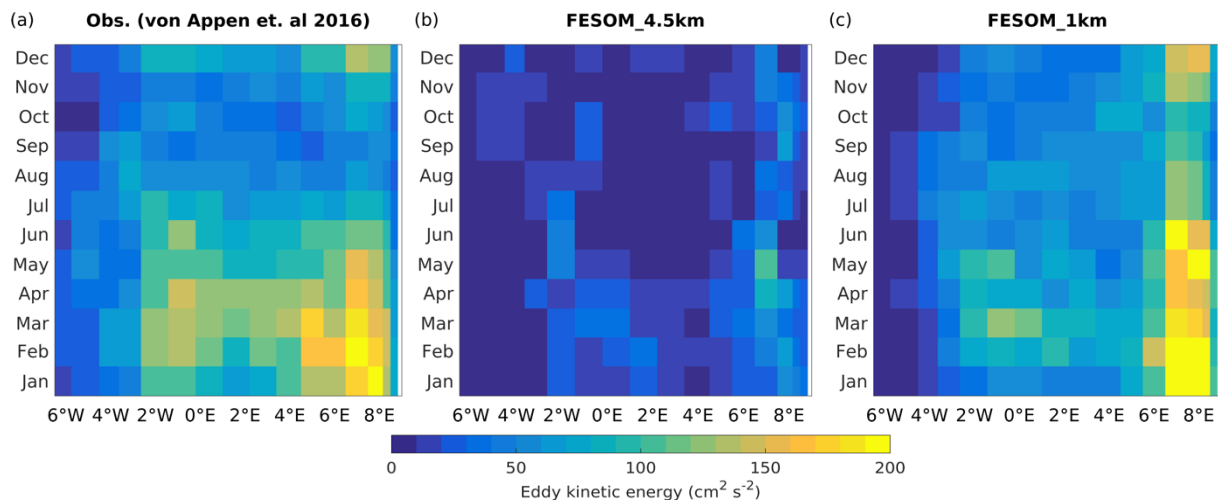 (a) Obs. (von Appen et. al 2016) (b) FESOM_4.5km (c) FESOM_1km
Dec Dec Dec
Nov Nov Nov
Oct Oct Oct
Sep Sep Sep
Aug Aug Aug
Jul Jul Jul
Jun Jun Jun
May May May
Apr Apr Apr
Mar Mar Mar
Feb Feb Feb
Jan Jan Jan
6°W 4°W 2°W 0°E 2°E 4°E 6°E 8°E 6°W 4°W 2°W 0°E 2°E 4°E 6°E 8°E 6°W 4°W 2°W 0°E 2°E 4°E 6°E 8°E
0 50 100 150 200
Eddy kinetic energy (cm² s⁻²)